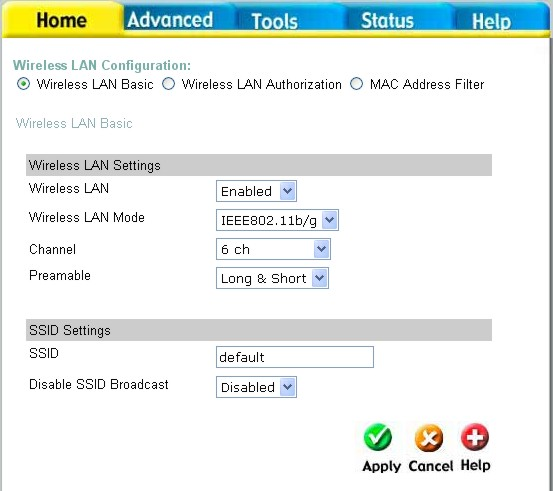 Home Advanced Tools Status Help
Wireless LAN Configuration:
Wireless LAN Basic Wireless LAN Authorization MAC Address Filter
Wireless LAN Basic
Wireless LAN Settings
Wireless LAN Enabled
Wireless LAN Mode IEEE802.11b/g
Channel 6 ch
Preamable Long & Short
SSID Settings
SSID default
Disable SSID Broadcast Disabled
Apply Cancel Help